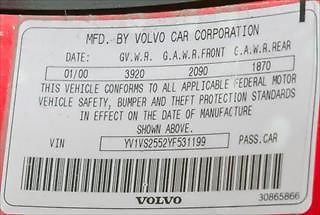 MFD. BY VOLVO CAR CORPORATION
DATE: GV.W.R. G.A.W.R.FRONT G.A.W.R.REAR
01/00 3920 2090 1870
THIS VEHICLE CONFORMS TO ALL APPLICABLE FEDERAL MOTOR
VEHICLE SAFETY, BUMPER AND THEFT PROTECTION STANDARDS
IN EFFECT ON THE DATE OF MANUFACTURE
SHOWN ABOVE.
VIN YV1VS2552YF531199 PASS.CAR
VOLVO 30865866